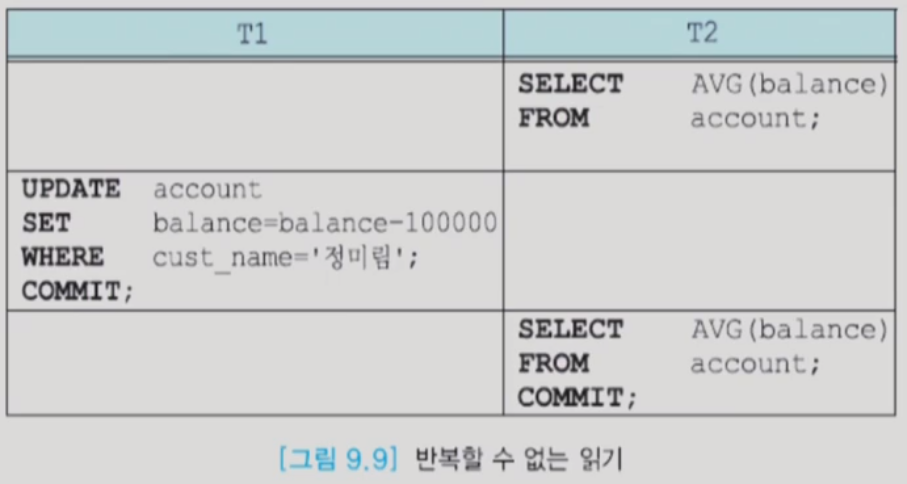 T1 T2
SELECT AVG(balance)
FROM account;
UPDATE account
SET balance=balance-100000
WHERE cust_name='정미림';
COMMIT;
SELECT AVG(balance)
FROM account;
COMMIT;
[그림 9.9] 반복할 수 없는 읽기